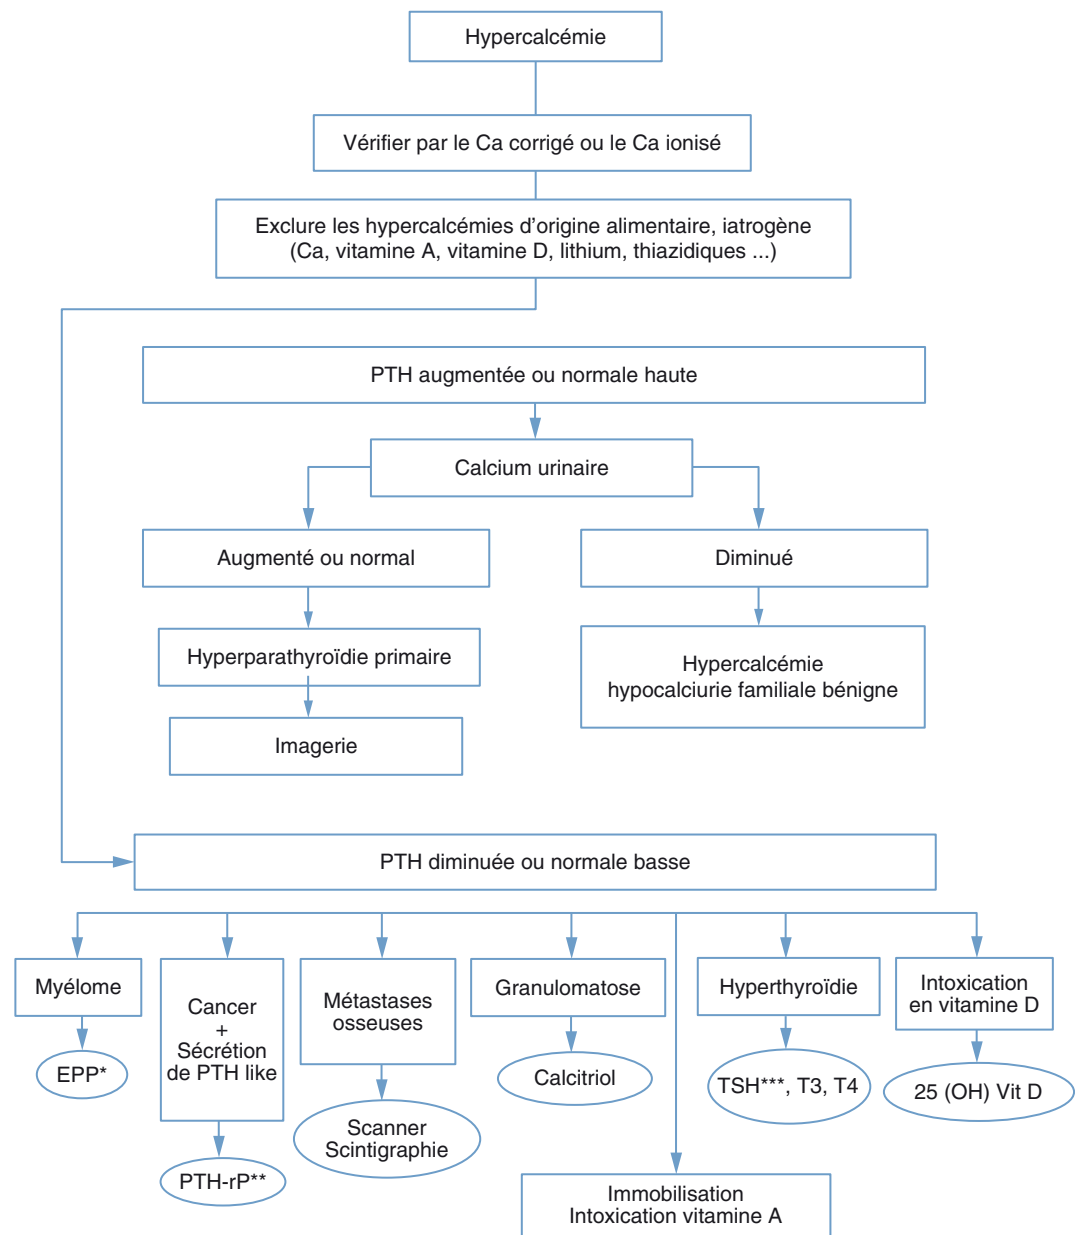 Hypercalcémie
Vérifier par le Ca corrigé ou le Ca ionisé
Exclure les hypercalcémies d'origine alimentaire, iatrogène
(Ca, vitamine A, vitamine D, lithium, thiazidiques ...)
PTH augmentée ou normale haute
Calcium urinaire
Augmenté ou normal
Diminué
Hyperparathyroïdie primaire
Hypercalcémie
hypocalciurie familiale bénigne
Imagerie
PTH diminuée ou normale basse
Myélome
EPP*
Cancer
+
Sécrétion
de PTH like
PTH-rP**
Métastases
osseuses
Scanner
Scintigraphie
Granulomatose
Calcitriol
Immobilisation
Intoxication vitamine A
Hyperthyroïdie
TSH***, T3, T4
Intoxication
en vitamine D
25 (OH) Vit D